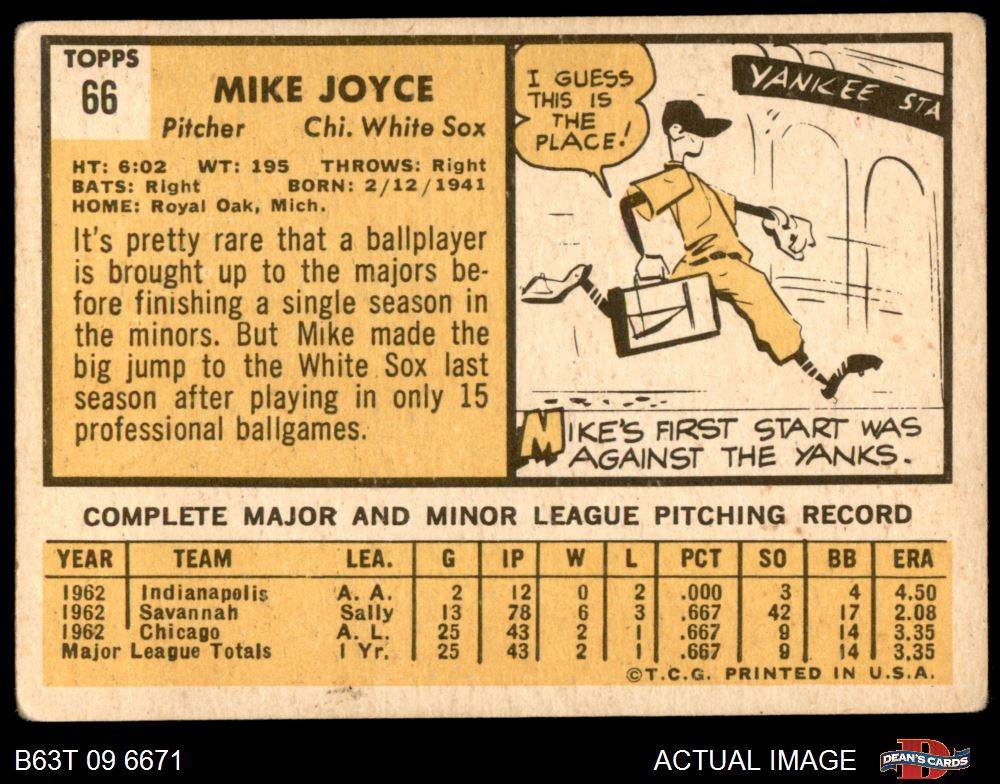 TOPPS
66
MIKE JOYCE
Pitcher Chi. White Sox
HT: 6:02 WT: 195 THROWS: Right
BATS: Right BORN: 2/12/1941
HOME: Royal Oak, Mich.
It's pretty rare that a ballplayer
is brought up to the majors be-
fore finishing a single season in
the minors. But Mike made the
big jump to the White Sox last
season after playing in only 15
professional ballgames.
I GUESS
THIS IS
THE
PLACE!
YANKEE STA
MIKE'S FIRST START WAS
AGAINST THE YANKS.
COMPLETE MAJOR AND MINOR LEAGUE PITCHING RECORD
YEAR TEAM LEA. G IP W L PCT SO BB ERA
1962 Indianapolis A. A. 2 12 0 2 .000 3 4 4.50
1962 Savannah Sally 13 78 6 3 .667 42 17 2.08
1962 Chicago A. L. 25 43 2 1 .667 9 14 3.35
Major League Totals 1 Yr. 25 43 2 1 .667 9 14 3.35
©T.C.G. PRINTED IN U.S.A.
B63T 09 6671 ACTUAL IMAGE D DEAN'S CARDS